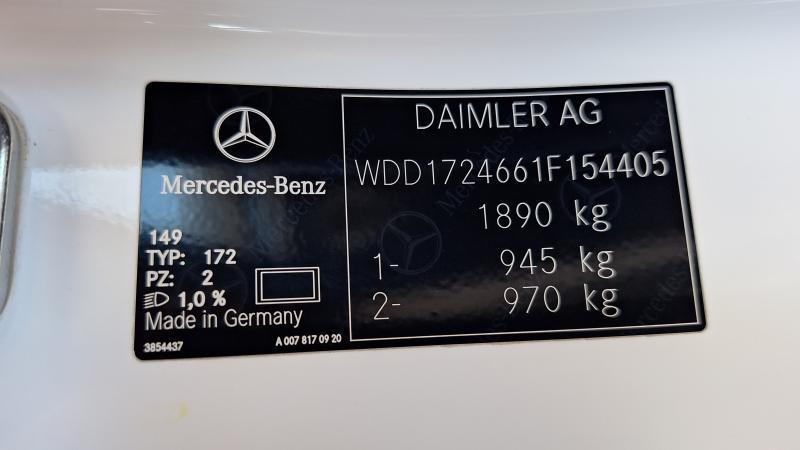 Mercedes-Benz
149
TYP: 172
PZ: 2
1,0 %
Made in Germany
3854437
A 007 817 09 20
DAIMLER AG
WDD1724661F154405
1890 kg
1- 945 kg
2- 970 kg